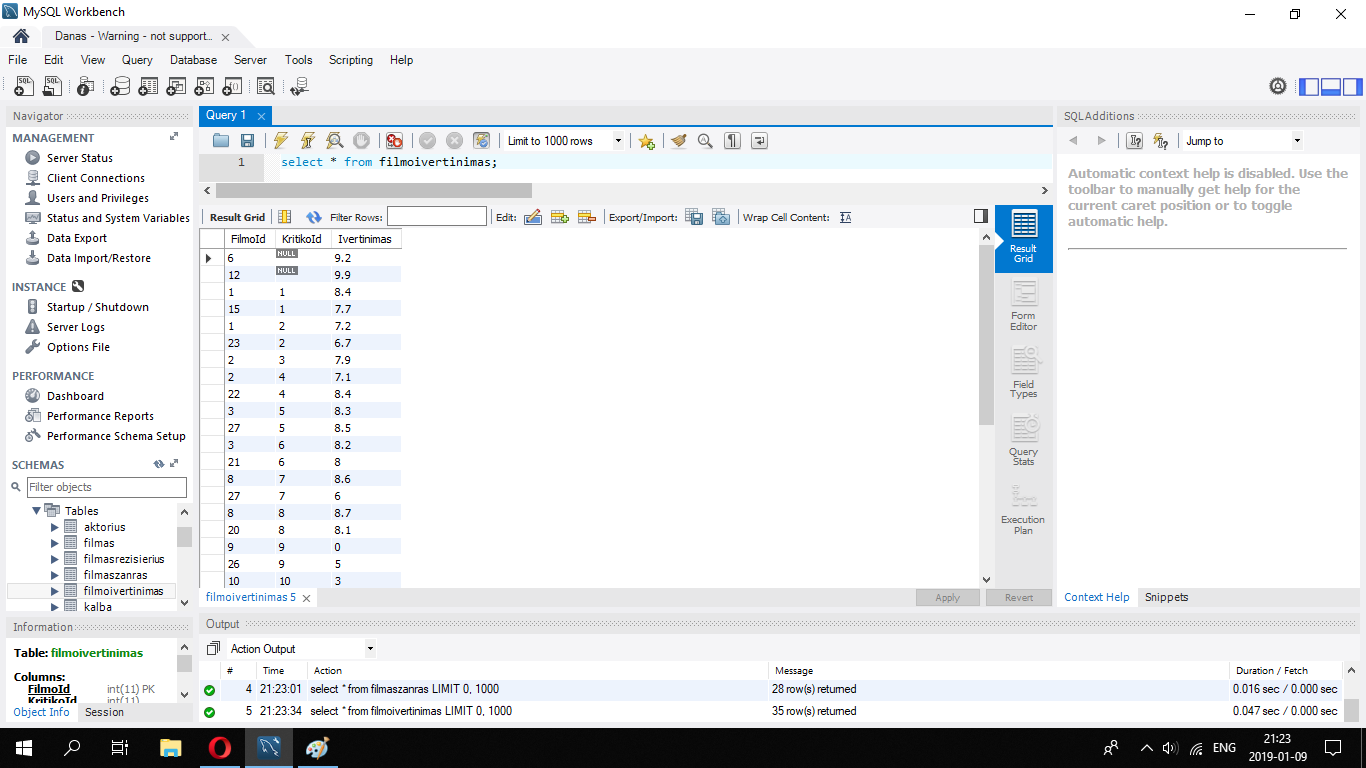 MySQL Workbench
Danas - Warning - not support...
File Edit View Query Database Server Tools Scripting Help
Navigator
MANAGEMENT
Server Status
Client Connections
Users and Privileges
Status and System Variables
Data Export
Data Import/Restore
INSTANCE
Startup / Shutdown
Server Logs
Options File
PERFORMANCE
Dashboard
Performance Reports
Performance Schema Setup
SCHEMAS
Filter objects
Tables
aktorius
filmas
filmasrezisierius
filmaszanras
filmoivertinimas
kalba
Information
Table: filmoivertinimas
Columns:
FilmoId int(11) PK
KritikoId int(11)
Object Info Session
Query 1
Limit to 1000 rows
1 select * from filmoivertinimas;
Result Grid Filter Rows: Edit: Export/Import: Wrap Cell Content:
FilmoId KritikoId Ivertinimas
6 NULL 9.2
12 NULL 9.9
1 1 8.4
15 1 7.7
1 2 7.2
23 2 6.7
2 3 7.9
2 4 7.1
22 4 8.4
3 5 8.3
27 5 8.5
3 6 8.2
21 6 8
8 7 8.6
27 7 6
8 8 8.7
20 8 8.1
9 9 0
26 9 5
10 10 3
Result
Grid
Form
Editor
Field
Types
Query
Stats
Execution
Plan
filmoivertinimas 5
Apply Revert
SQLAdditions
Jump to
Automatic context help is disabled. Use the
toolbar to manually get help for the
current caret position or to toggle
automatic help.
Context Help Snippets
Output
Action Output
# Time Action Message Duration / Fetch
4 21:23:01 select * from filmaszanras LIMIT 0, 1000 28 row(s) returned 0.016 sec / 0.000 sec
5 21:23:34 select * from filmoivertinimas LIMIT 0, 1000 35 row(s) returned 0.047 sec / 0.000 sec
ENG
21:23
2019-01-09